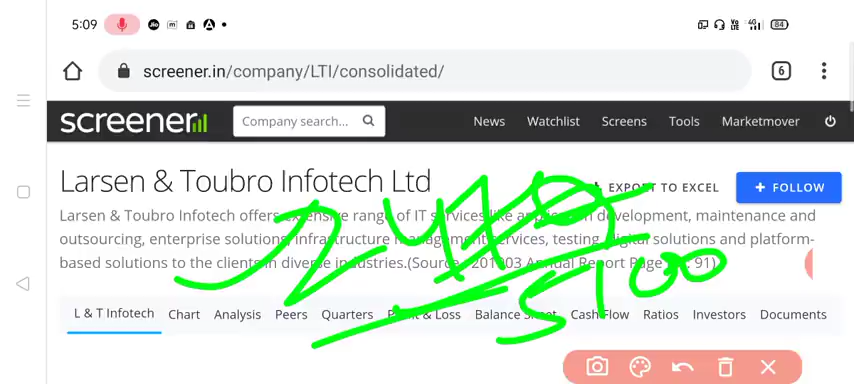 5:09 Jio m A VoLTE 4G 84
screener.in/company/LTI/consolidated/ 6
screener Company search... News Watchlist Screens Tools Marketmover
Larsen & Toubro Infotech Ltd EXPORT TO EXCEL + FOLLOW
Larsen & Toubro Infotech offers extensive range of IT services like application development, maintenance and
outsourcing, enterprise solutions, infrastructure management services, testing, digital solutions and platform-
based solutions to the clients in diverse industries.(Source : 201903 Annual Report Page 91)
5100
L & T Infotech Chart Analysis Peers Quarters Profit & Loss Balance Sheet Cash Flow Ratios Investors Documents